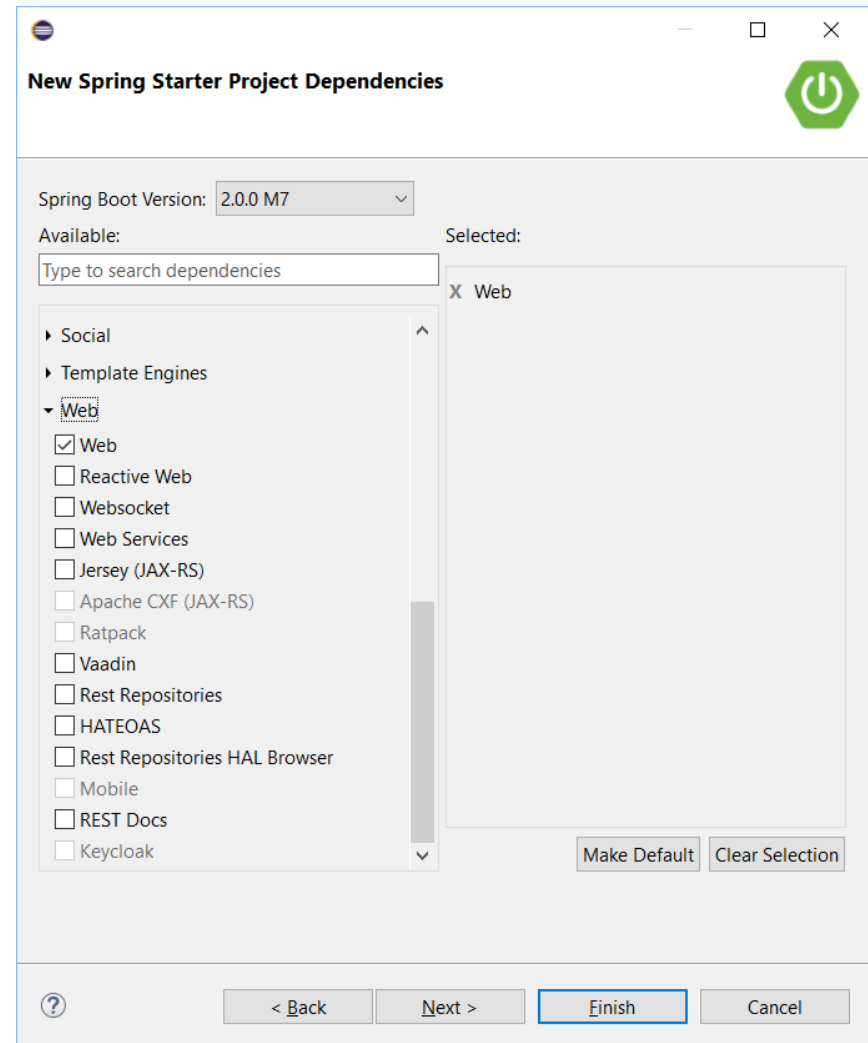 New Spring Starter Project Dependencies
Spring Boot Version: 2.0.0 M7
Available:
Selected:
Type to search dependencies
X Web
Social
Template Engines
Web
Web
Reactive Web
Websocket
Web Services
Jersey (JAX-RS)
Apache CXF (JAX-RS)
Ratpack
Vaadin
Rest Repositories
HATEOAS
Rest Repositories HAL Browser
Mobile
REST Docs
Keycloak
Make Default Clear Selection
? < Back Next > Finish Cancel